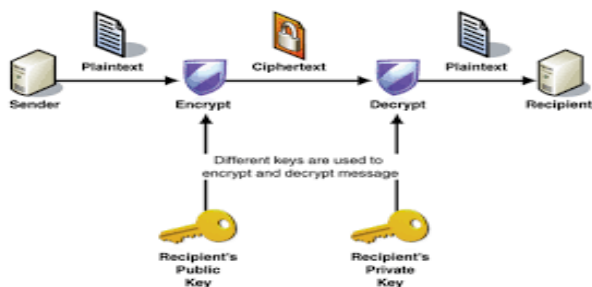 Plaintext
Ciphertext
Plaintext
Sender
Encrypt
Decrypt
Recipient
Different keys are used to
encrypt and decrypt message
Recipient's
Public
Key
Recipient's
Private
Key